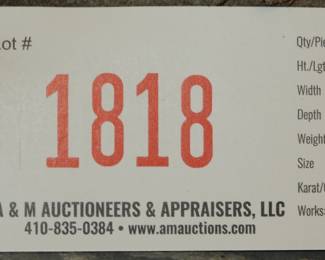 Lot #
1818
A & M AUCTIONEERS & APPRAISERS, LLC
410-835-0384 • www.amauctions.com
Qty/Pie
Ht./Lgt
Width
Depth
Weight
Size
Karat/
Works